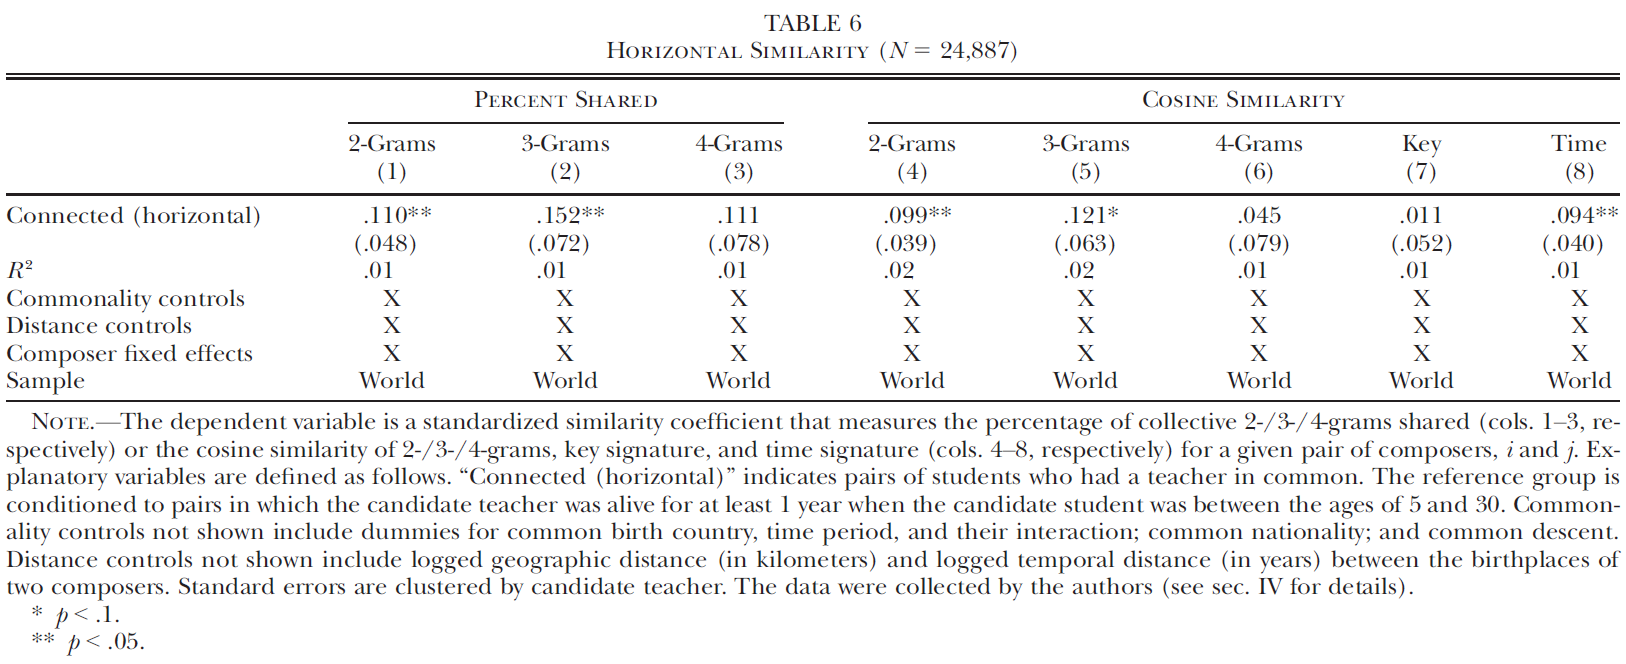 TABLE 6
Horizontal Similarity (N = 24,887)
Percent Shared Cosine Similarity
2-Grams 3-Grams 4-Grams 2-Grams 3-Grams 4-Grams Key Time
(1) (2) (3) (4) (5) (6) (7) (8)
Connected (horizontal) .110** .152** .111 .099** .121* .045 .011 .094**
(.048) (.072) (.078) (.039) (.063) (.079) (.052) (.040)
R² .01 .01 .01 .02 .02 .01 .01 .01
Commonality controls X X X X X X X X
Distance controls X X X X X X X X
Composer fixed effects X X X X X X X X
Sample World World World World World World World World
Note.—The dependent variable is a standardized similarity coefficient that measures the percentage of collective 2-/3-/4-grams shared (cols. 1–3, re-
spectively) or the cosine similarity of 2-/3-/4-grams, key signature, and time signature (cols. 4–8, respectively) for a given pair of composers, i and j. Ex-
planatory variables are defined as follows. “Connected (horizontal)” indicates pairs of students who had a teacher in common. The reference group is
conditioned to pairs in which the candidate teacher was alive for at least 1 year when the candidate student was between the ages of 5 and 30. Common-
ality controls not shown include dummies for common birth country, time period, and their interaction; common nationality; and common descent.
Distance controls not shown include logged geographic distance (in kilometers) and logged temporal distance (in years) between the birthplaces of
two composers. Standard errors are clustered by candidate teacher. The data were collected by the authors (see sec. IV for details).
* p < .1.
** p < .05.